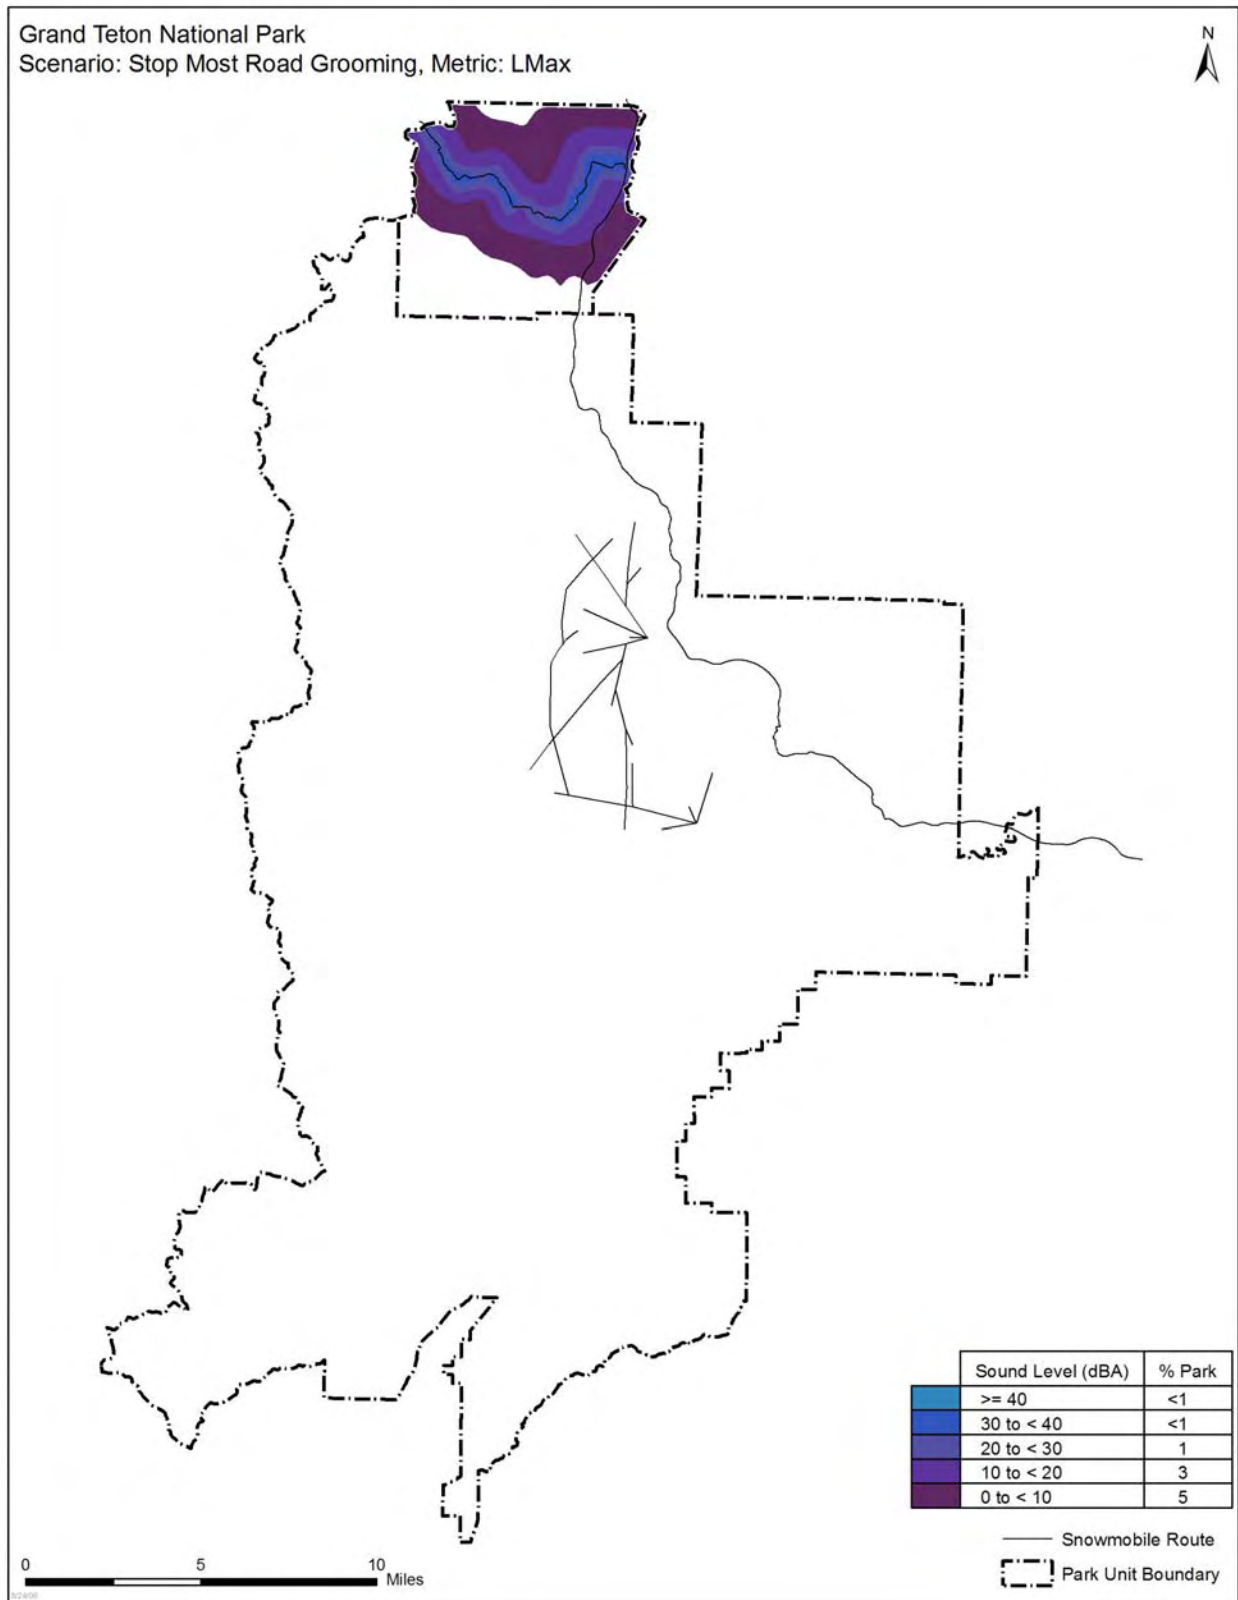 Grand Teton National Park
Scenario: Stop Most Road Grooming, Metric: LMax
N
Sound Level (dBA) % Park
>= 40 <1
30 to < 40 <1
20 to < 30 1
10 to < 20 3
0 to < 10 5
Snowmobile Route
Park Unit Boundary
0 5 10
Miles